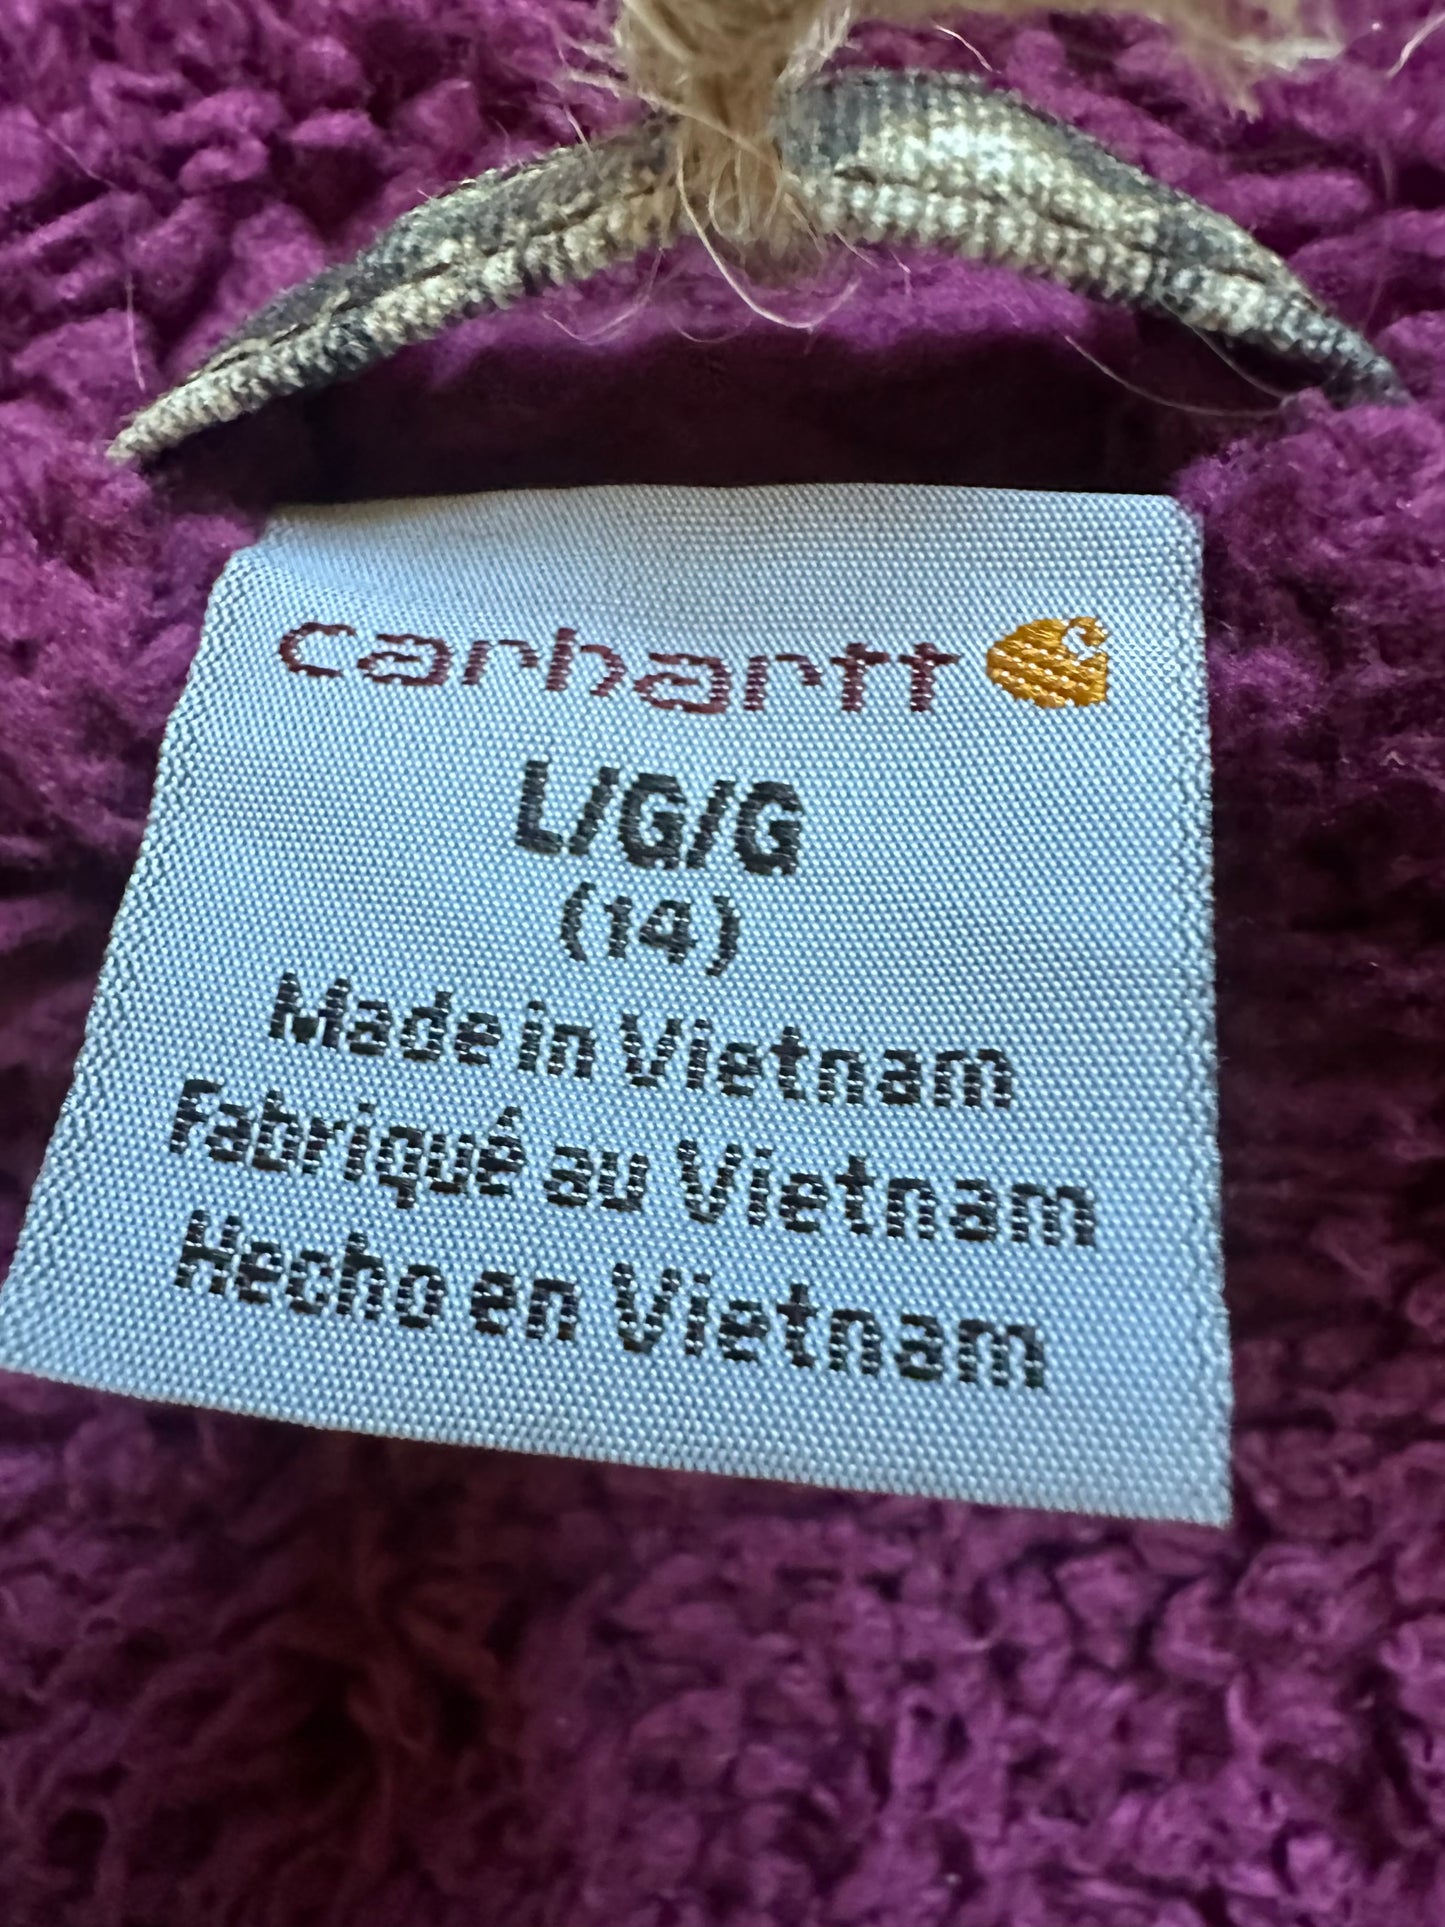 carhartt
L/G/G
(14)
Made in Vietnam
Fabriqué au Vietnam
Hecho en Vietnam